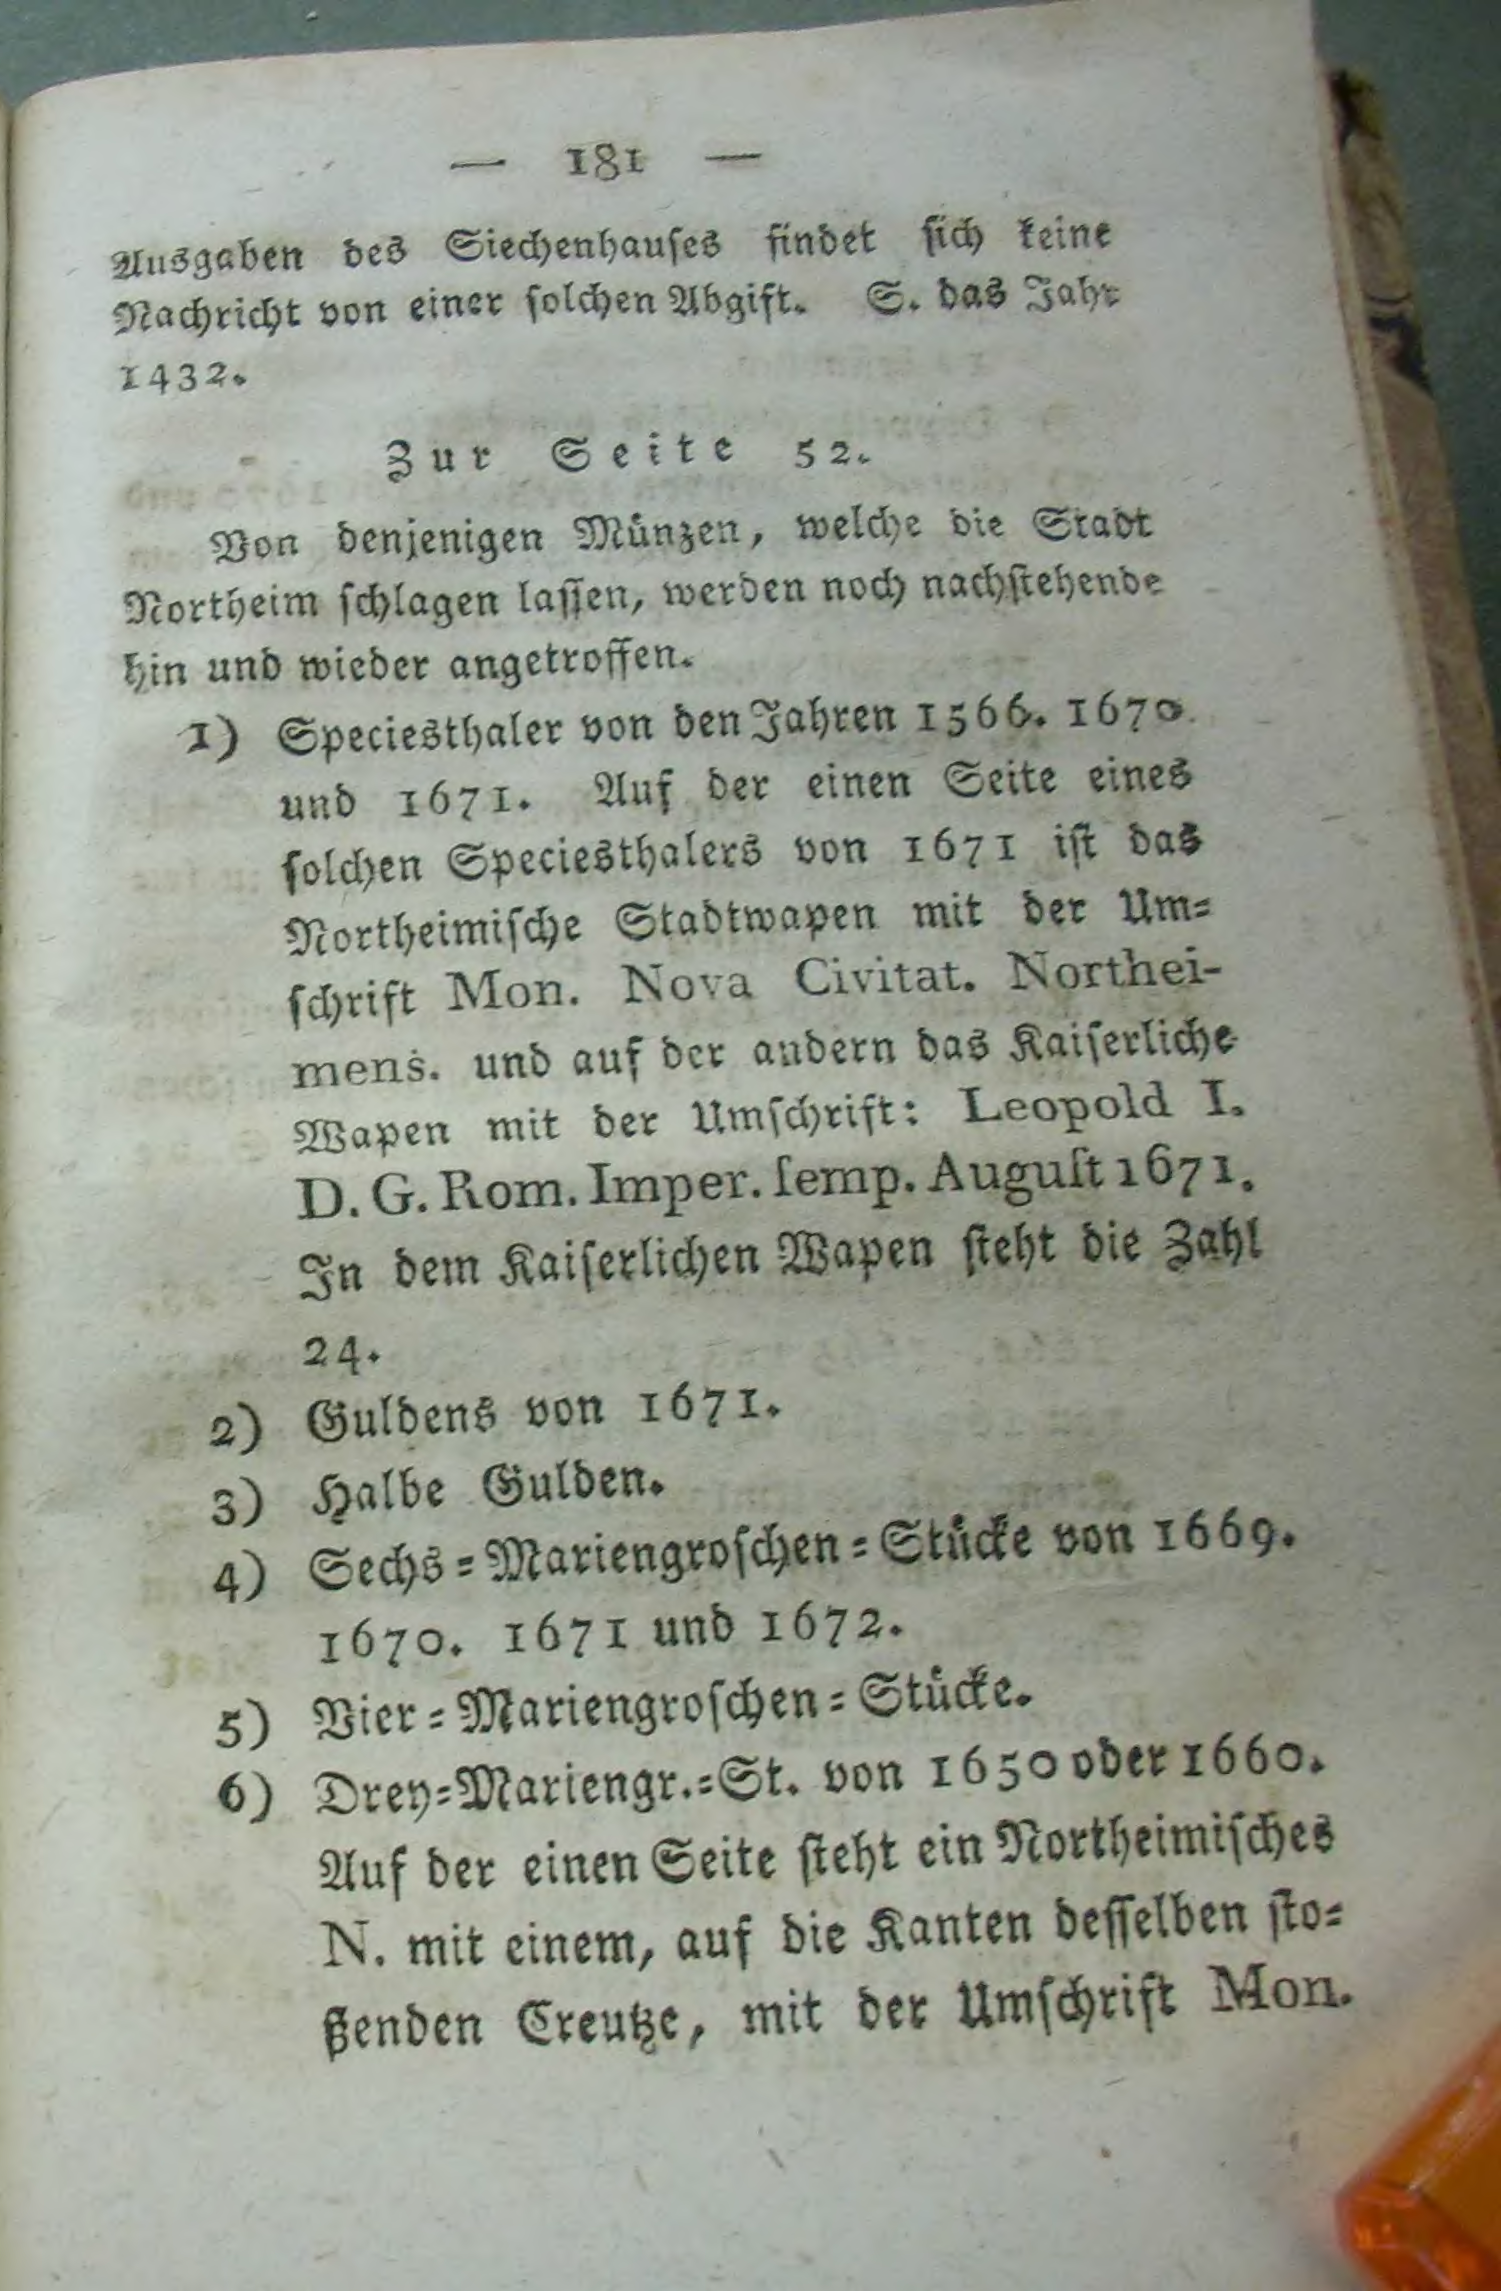 — 181 —
Ausgaben des Siechenhauſes findet ſich keine
Nachricht von einer ſolchen Abgift. S. das Jahr
1432.
Zur Seite 52.
Von denjenigen Münzen, welche die Stadt
Northeim ſchlagen laſſen, werden noch nachſtehende
hin und wieder angetroffen.
1) Speciesthaler von den Jahren 1566. 1670
und 1671. Auf der einen Seite eines
ſolchen Speciesthalers von 1671 iſt das
Northeimiſche Stadtwapen mit der Um=
ſchrift Mon. Nova Civitat. Northei-
mens. und auf der andern das Kaiſerliche
Wapen mit der Umſchrift: Leopold I.
D. G. Rom. Imper. ſemp. Auguſt 1671.
In dem Kaiſerlichen Wapen ſteht die Zahl
24.
2) Guldens von 1671.
3) Halbe Gulden.
4) Sechs=Mariengroſchen=Stücke von 1669.
1670. 1671 und 1672.
5) Vier=Mariengroſchen=Stücke.
6) Drey=Mariengr.=St. von 1650 oder 1660.
Auf der einen Seite ſteht ein Northeimiſches
N. mit einem, auf die Kanten deſſelben ſto=
ßenden Creutze, mit der Umſchrift Mon.